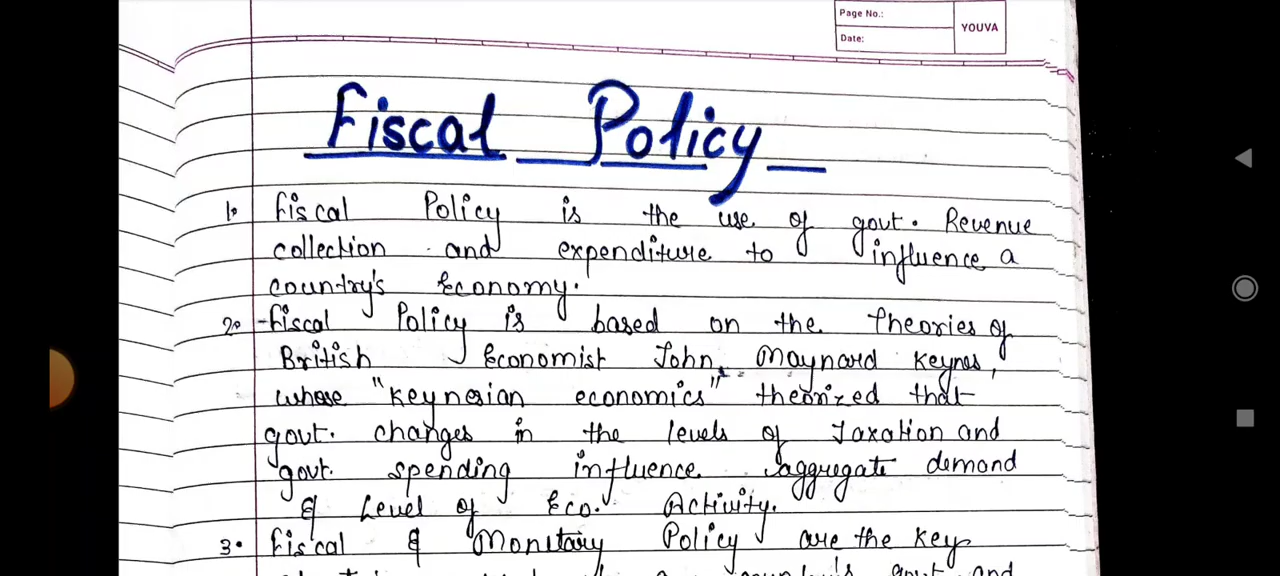 Page No.:
Date:
YOUVA
Fiscal Policy
1. Fiscal Policy is the use of govt. Revenue
collection and expenditure to influence a
country's Economy.
2. Fiscal Policy is based on the Theories of
British Economist John Maynard Keynes,
whose "Keynesian economics" theorized that
govt. changes in the levels of Taxation and
govt. spending influence aggregate demand
& Level of Eco. Activity.
3. Fiscal & Monetary Policy are the key
govt and